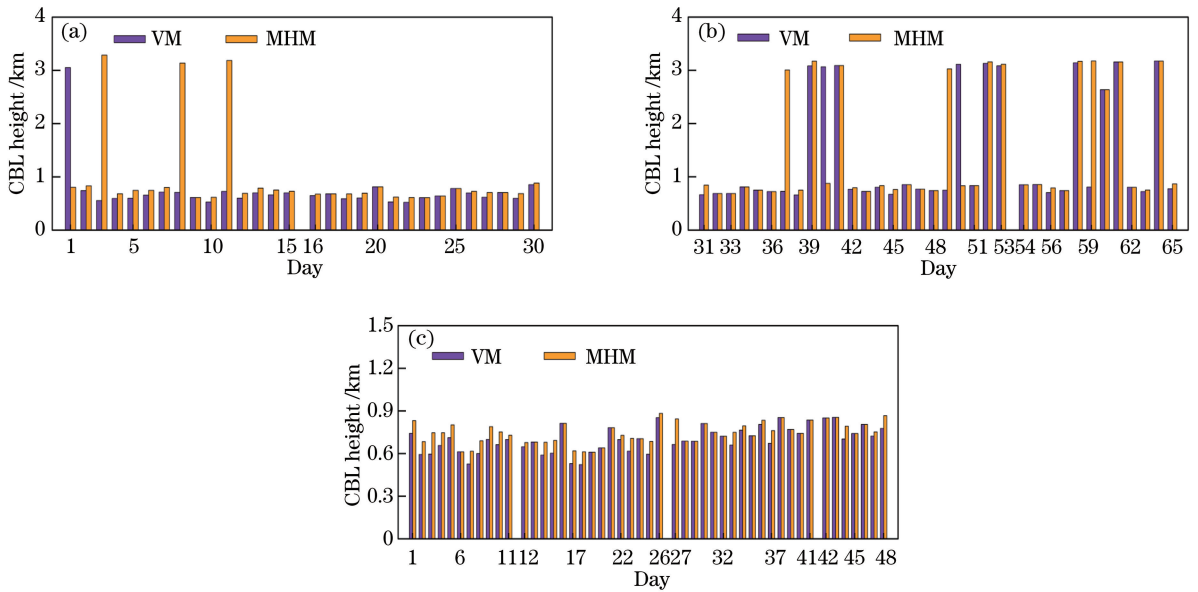 (a) VM MHM
CBL height /km
4
3
2
1
0
1 5 10 15 16 20 25 30
Day
(b) VM MHM
CBL height /km
4
3
2
1
0
31 33 36 39 42 45 48 51 53 54 56 59 62 65
Day
(c) VM MHM
CBL height /km
1.5
1.2
0.9
0.6
0.3
0
1 6 11 12 17 22 26 27 32 37 41 42 45 48
Day